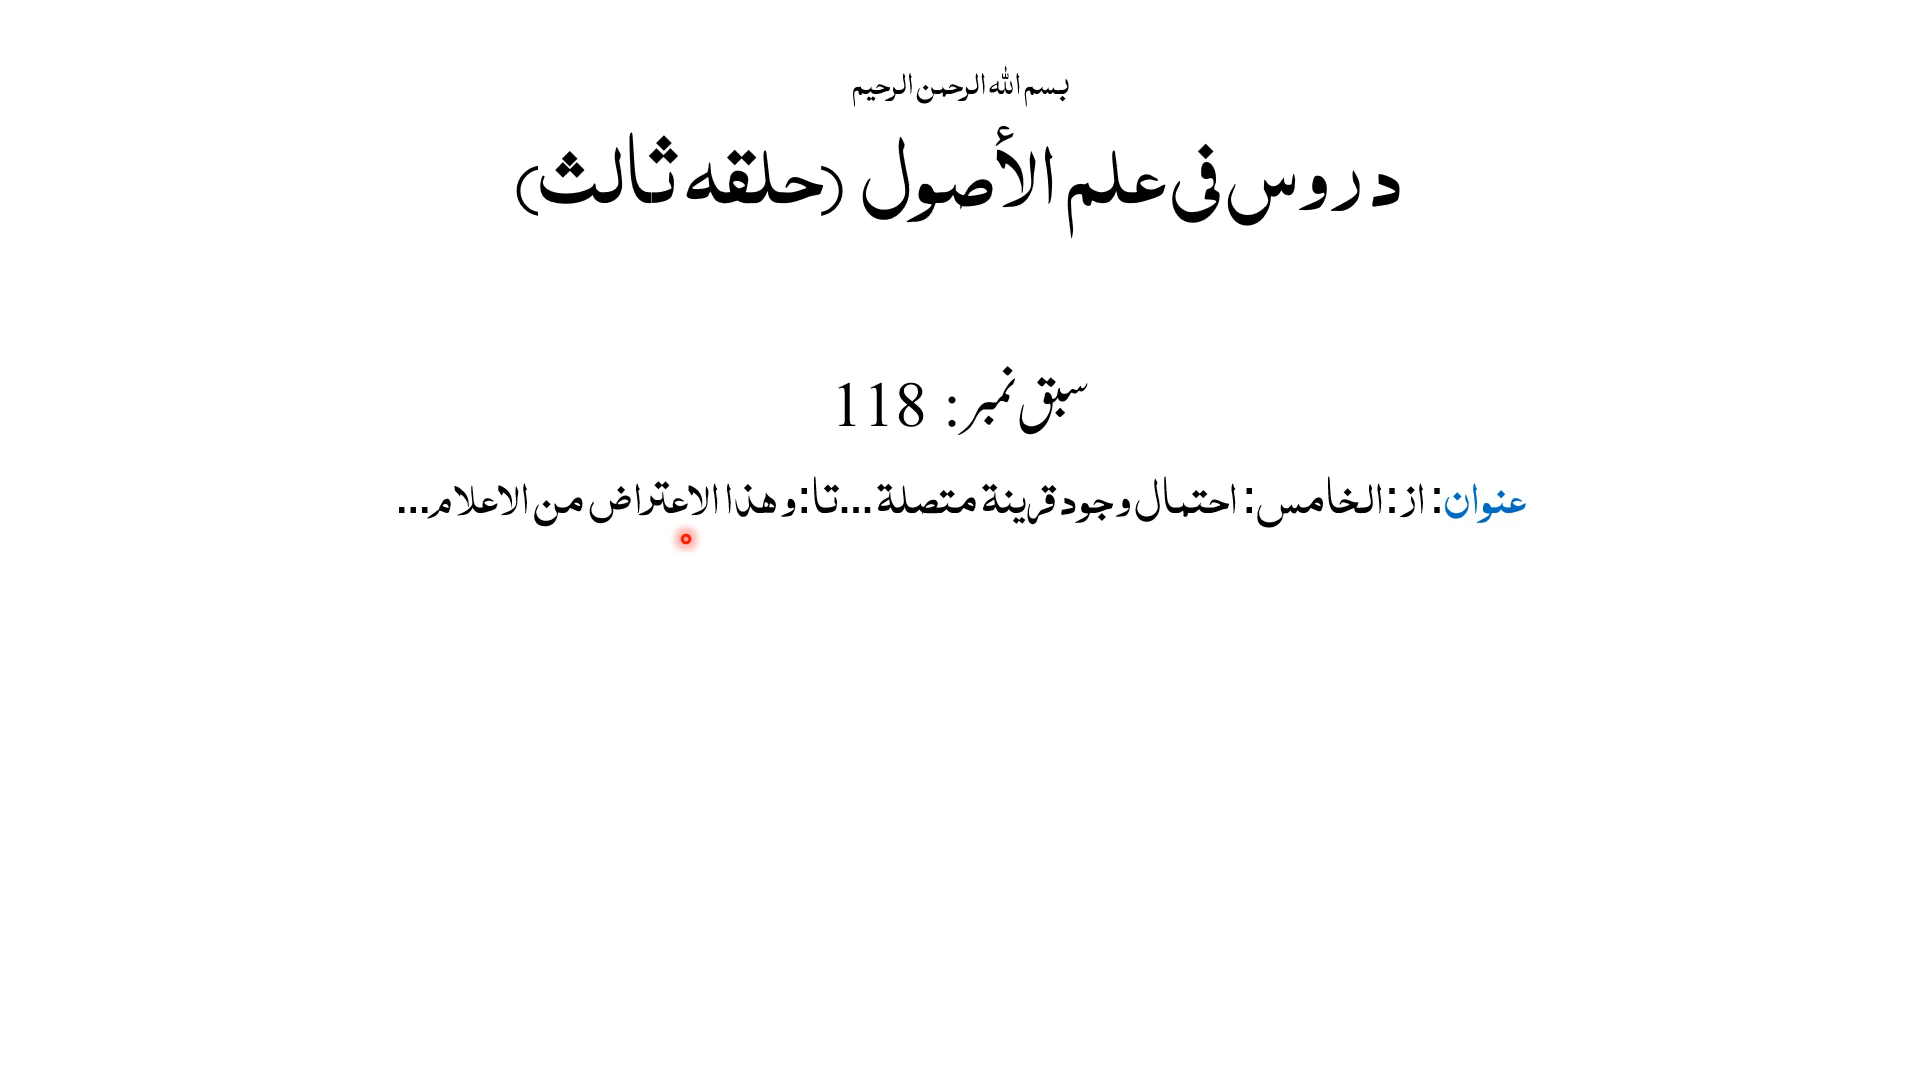 بسم الله الرحمن الرحیم
دروس فی علم الأصول (حلقه ثالث)
سبق نمبر: 118
عنوان: از: الخامس: احتمال وجود قرینة متصلة ...تا: و هذا الاعتراض من الاعلام...